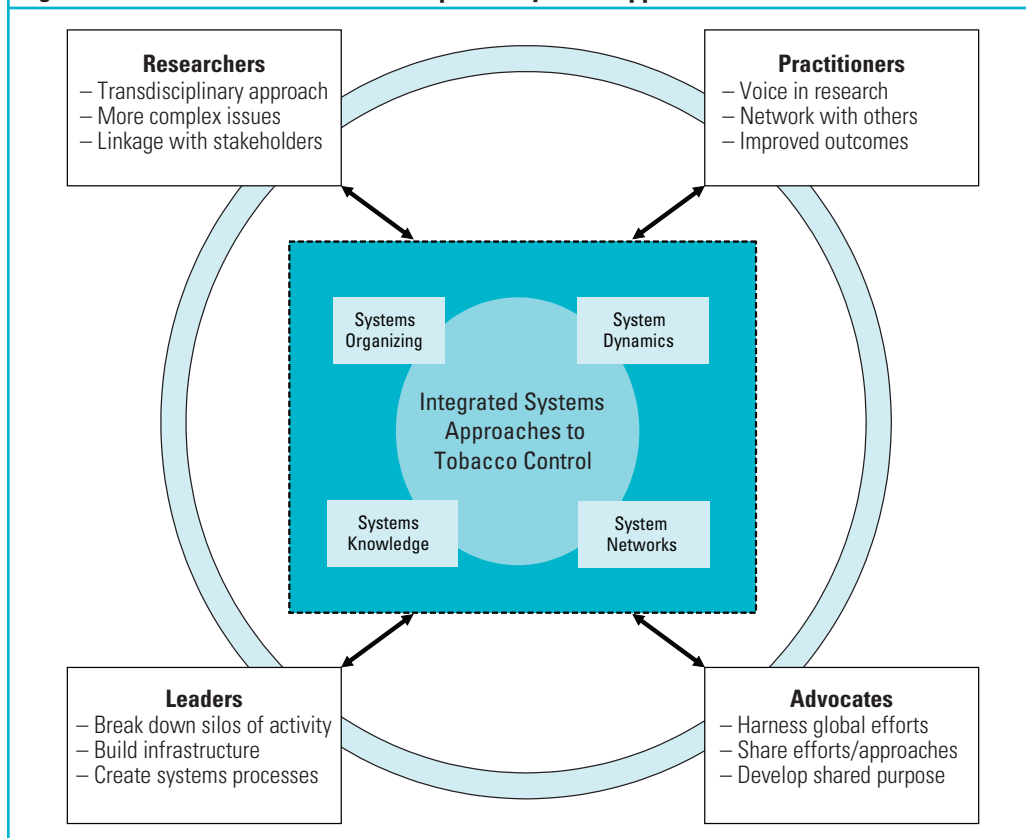 Researchers
– Transdisciplinary approach
– More complex issues
– Linkage with stakeholders
Practitioners
– Voice in research
– Network with others
– Improved outcomes
Systems
Organizing
System
Dynamics
Integrated Systems
Approaches to
Tobacco Control
Systems
Knowledge
System
Networks
Leaders
– Break down silos of activity
– Build infrastructure
– Create systems processes
Advocates
– Harness global efforts
– Share efforts/approaches
– Develop shared purpose